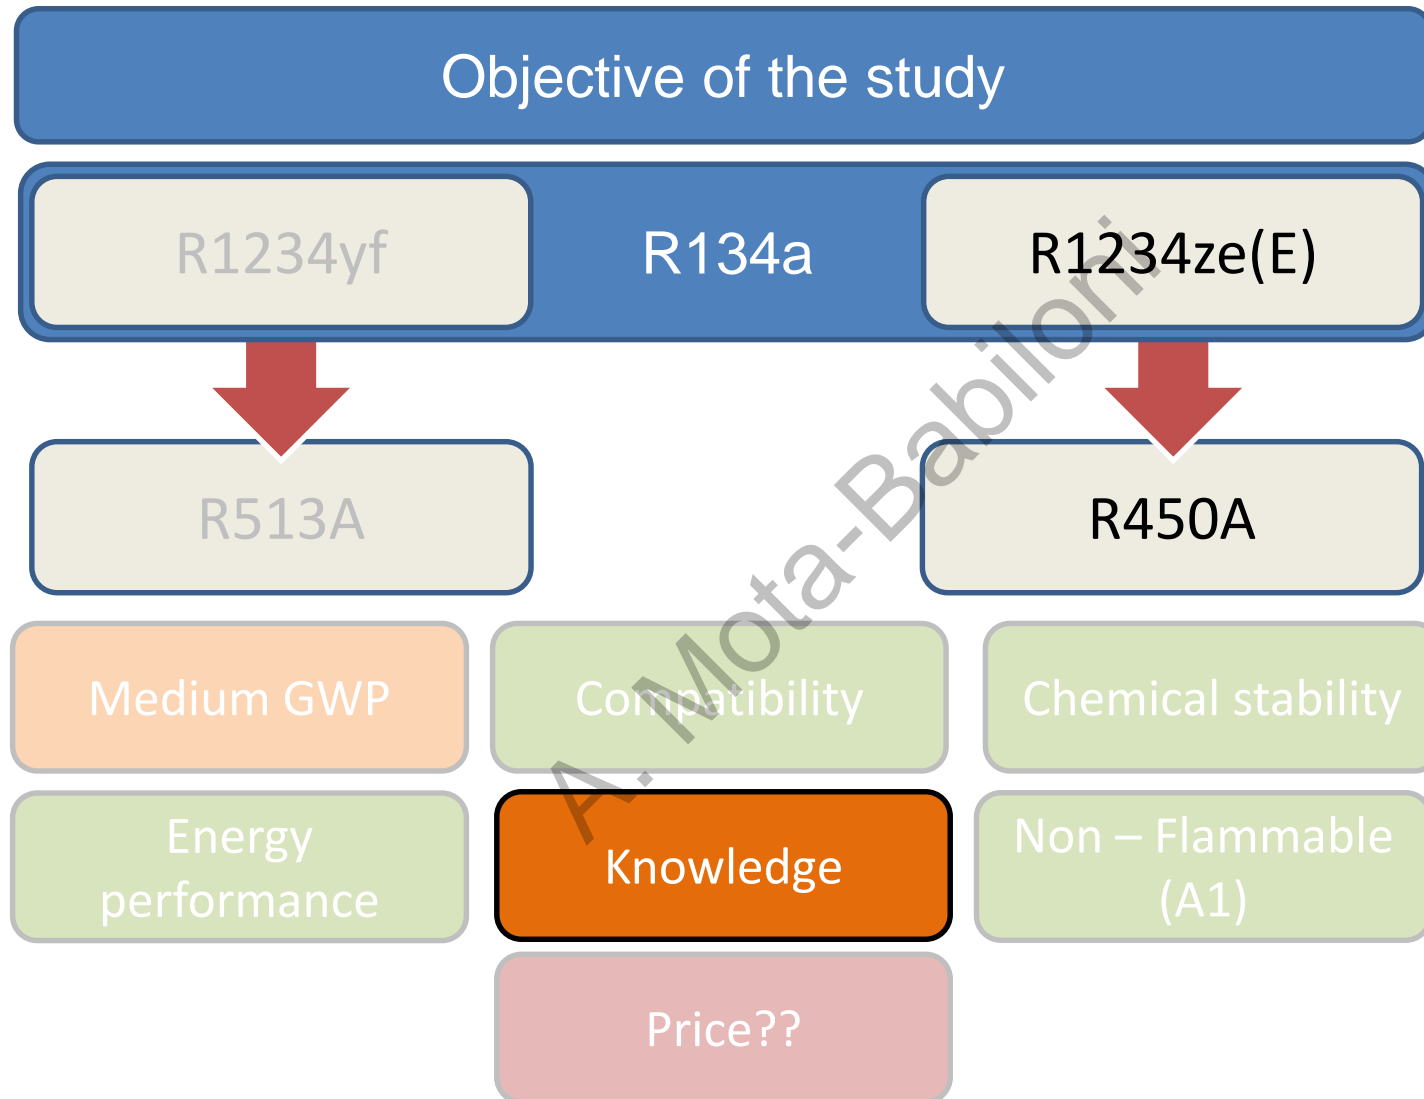 Objective of the study
R1234yf
R134a
R1234ze(E)
R513A
R450A
Medium GWP
Compatibility
Chemical stability
Energy
performance
Knowledge
Non – Flammable
(A1)
Price??
A. Mota-Babiloni